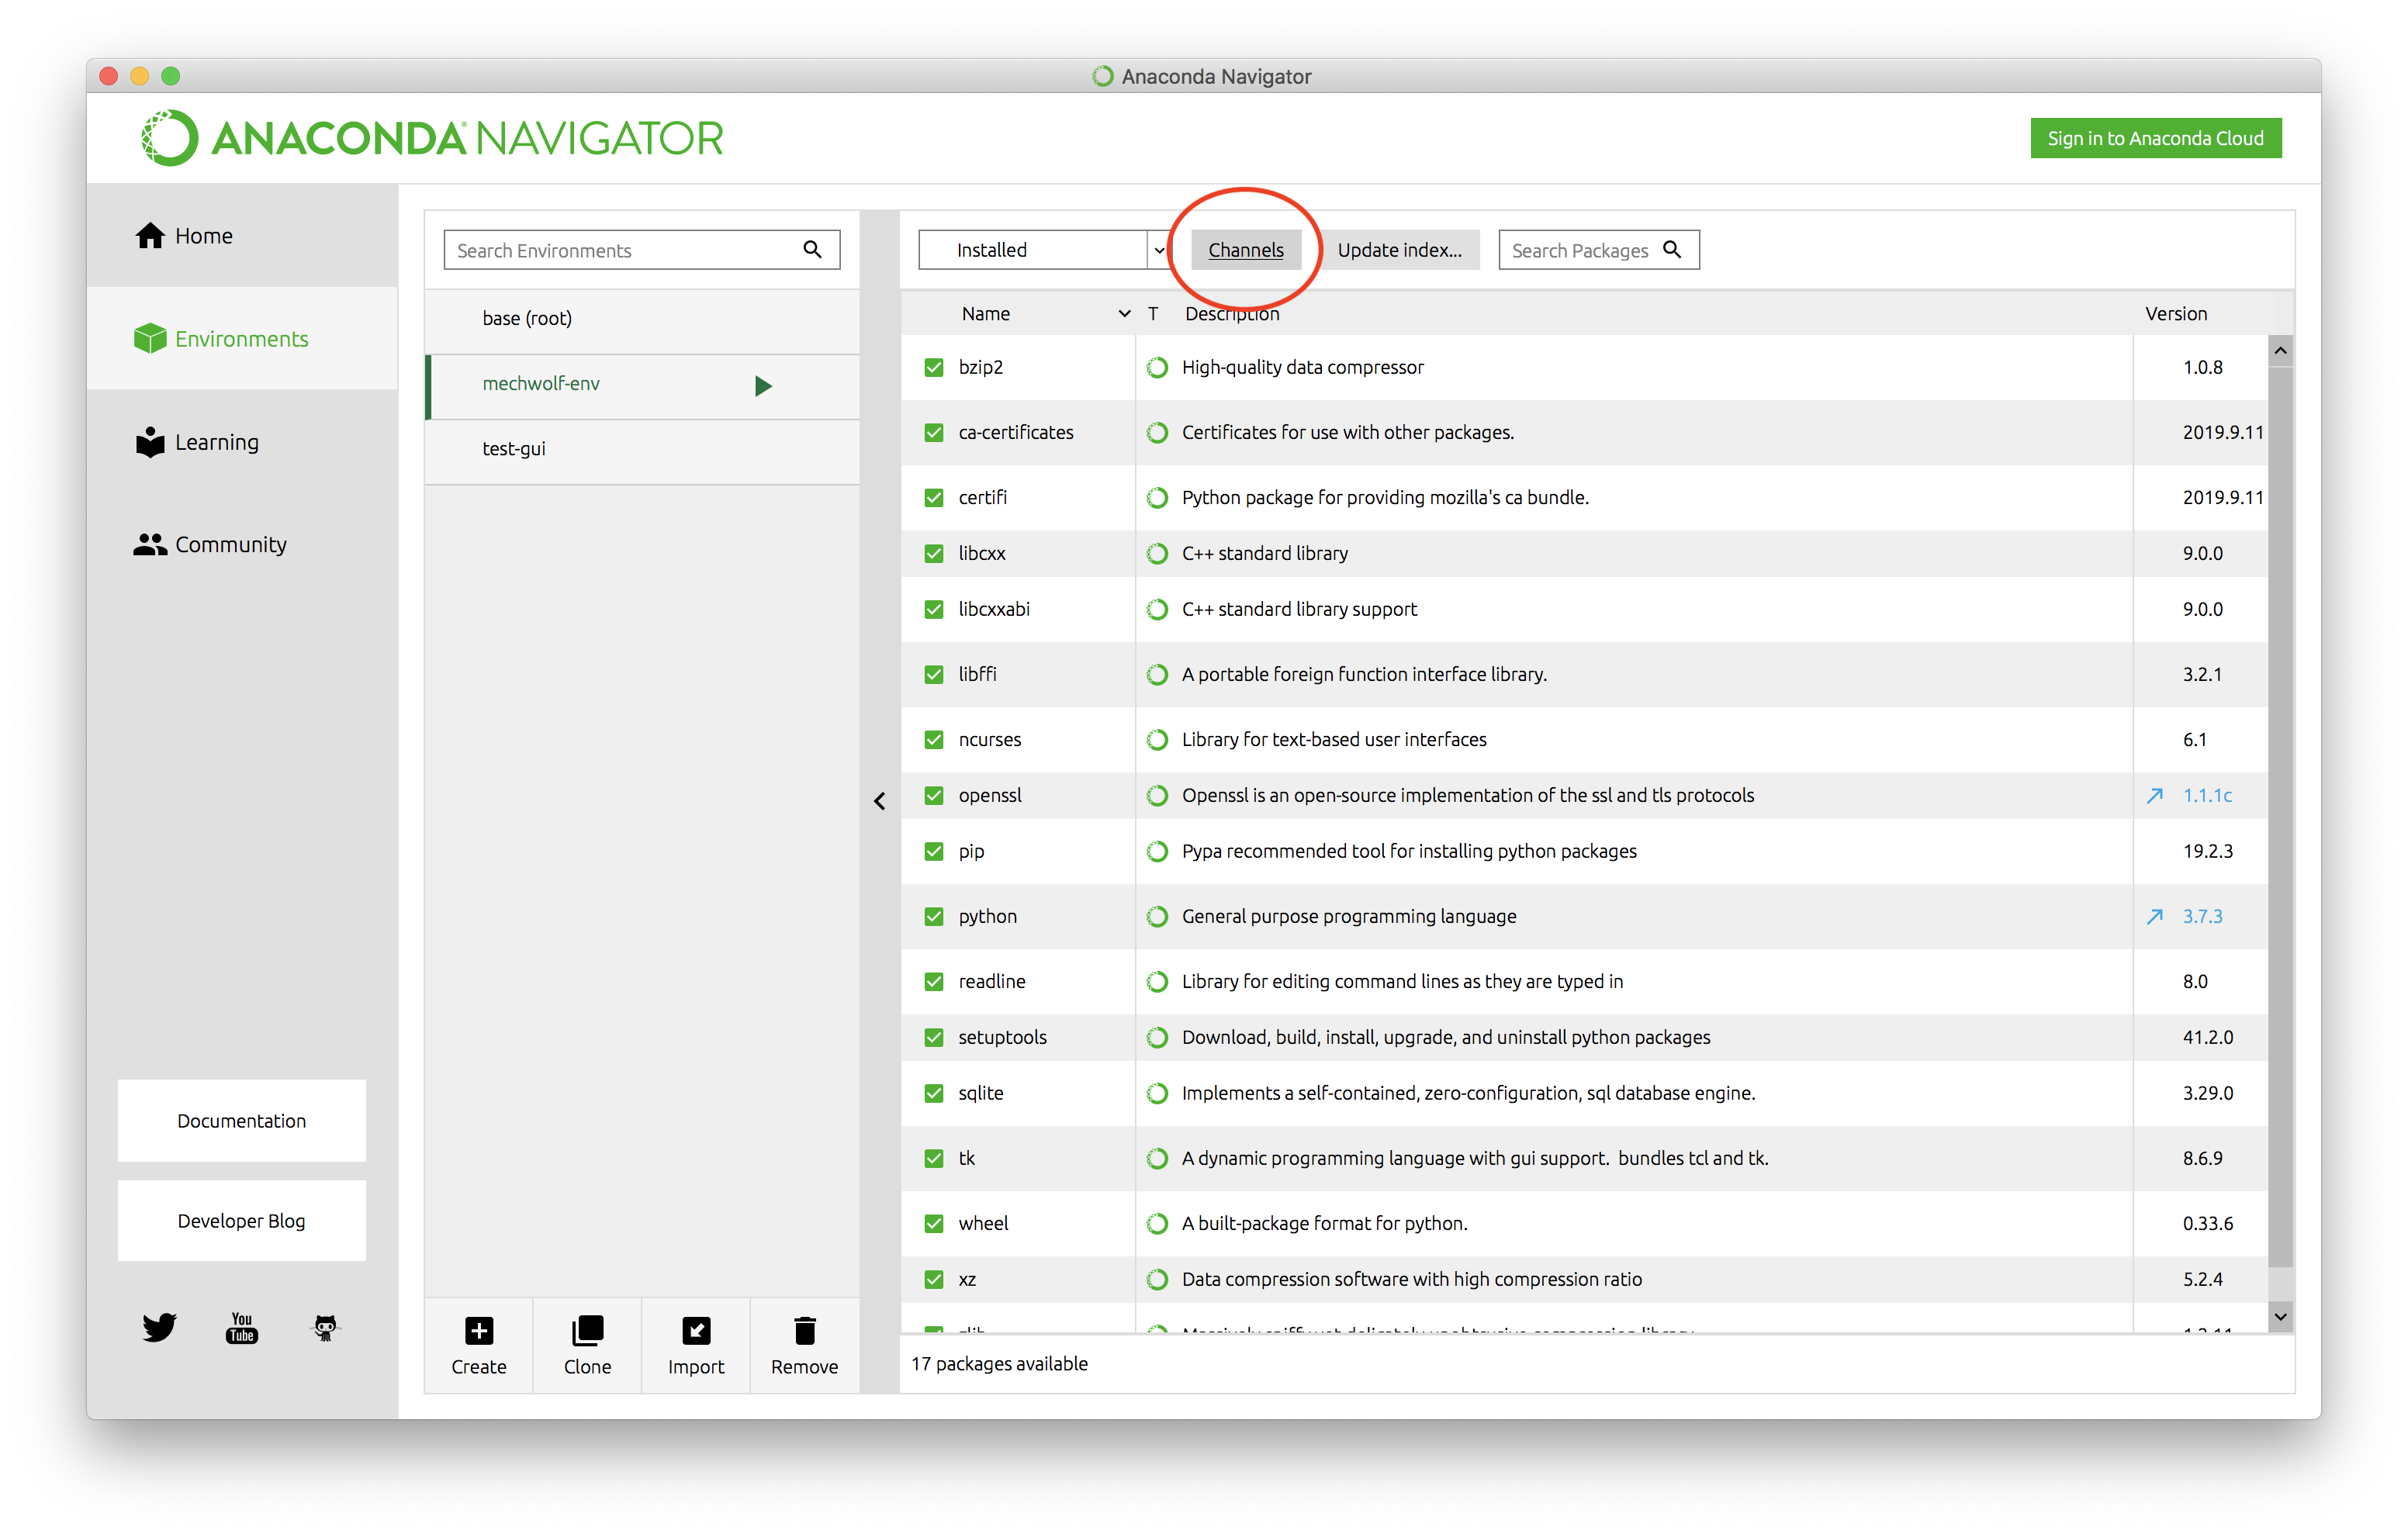 Anaconda Navigator
ANACONDA NAVIGATOR
Sign in to Anaconda Cloud
Home
Environments
Learning
Community
Documentation
Developer Blog
You Tube
Search Environments
base (root)
mechwolf-env
test-gui
Create Clone Import Remove
Installed Channels Update index... Search Packages
Name T Description Version
bzip2 High-quality data compressor 1.0.8
ca-certificates Certificates for use with other packages. 2019.9.11
certifi Python package for providing mozilla's ca bundle. 2019.9.11
libcxx C++ standard library 9.0.0
libcxxabi C++ standard library support 9.0.0
libffi A portable foreign function interface library. 3.2.1
ncurses Library for text-based user interfaces 6.1
openssl Openssl is an open-source implementation of the ssl and tls protocols 1.1.1c
pip Pypa recommended tool for installing python packages 19.2.3
python General purpose programming language 3.7.3
readline Library for editing command lines as they are typed in 8.0
setuptools Download, build, install, upgrade, and uninstall python packages 41.2.0
sqlite Implements a self-contained, zero-configuration, sql database engine. 3.29.0
tk A dynamic programming language with gui support.  bundles tcl and tk. 8.6.9
wheel A built-package format for python. 0.33.6
xz Data compression software with high compression ratio 5.2.4
17 packages available